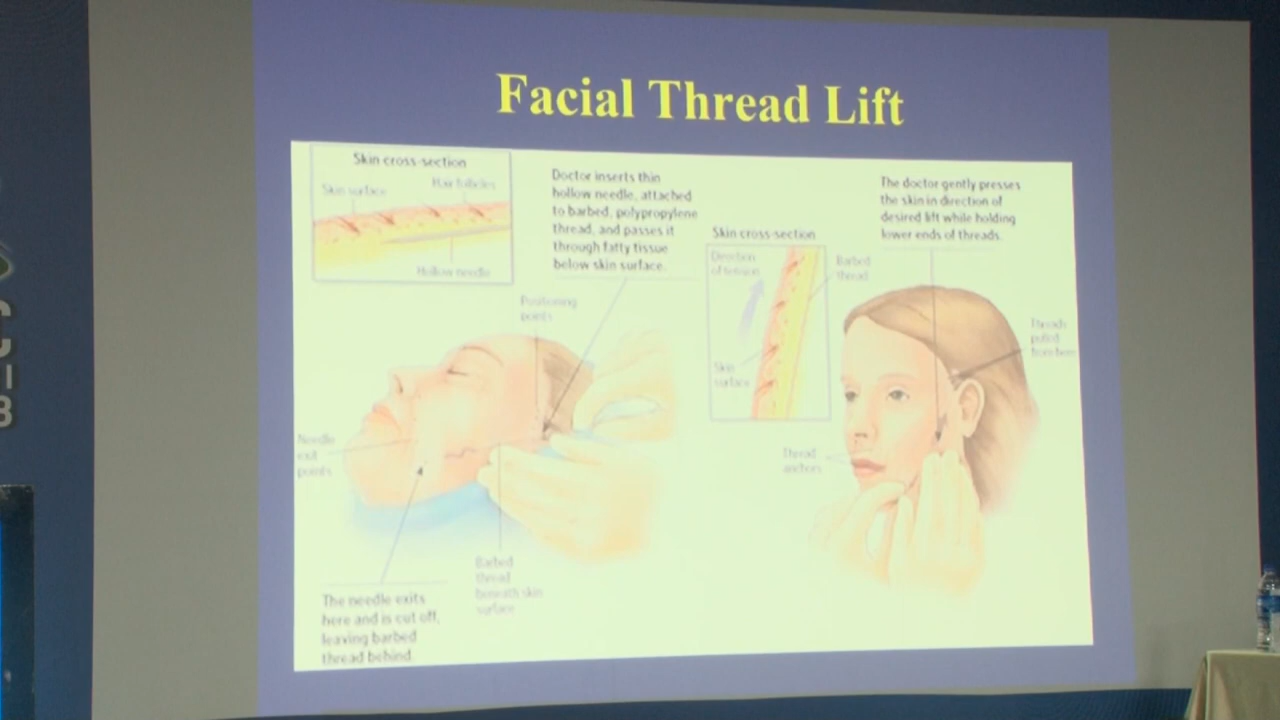 Facial Thread Lift
Skin cross-section
Skin surface
Hair follicles
Hollow needle
Doctor inserts thin
hollow needle, attached
to barbed, polypropylene
thread, and passes it
through fatty tissue
below skin surface.
Positioning
points
Needle
exit
points
Barbed
thread
beneath skin
surface
The needle exits
here and is cut off,
leaving barbed
thread behind.
Skin cross-section
Direction
of tension
Barbed
thread
Skin
surface
The doctor gently presses
the skin in direction of
desired lift while holding
lower ends of threads.
Threads
pulled
from here
Thread
anchors
C
I
B